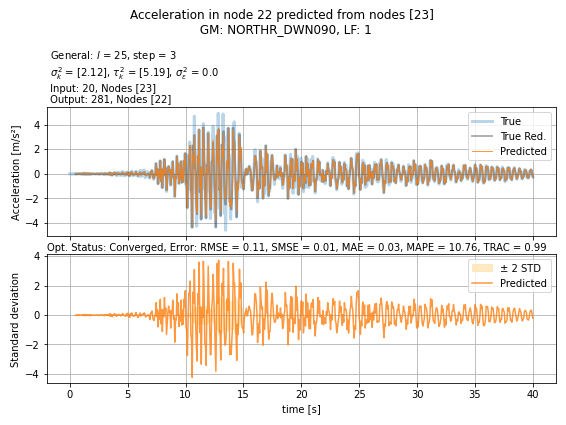 Acceleration in node 22 predicted from nodes [23]
GM: NORTHR_DWN090, LF: 1
General: l = 25, step = 3
σ²ₖ = [2.12], τ²ₖ = [5.19], σ²ε = 0.0
Input: 20, Nodes [23]
Output: 281, Nodes [22]
Acceleration [m/s²]
4
2
0
−2
−4
True
True Red.
Predicted
Opt. Status: Converged, Error: RMSE = 0.11, SMSE = 0.01, MAE = 0.03, MAPE = 10.76, TRAC = 0.99
Standard deviation
4
2
0
−2
−4
± 2 STD
Predicted
0 5 10 15 20 25 30 35 40
time [s]